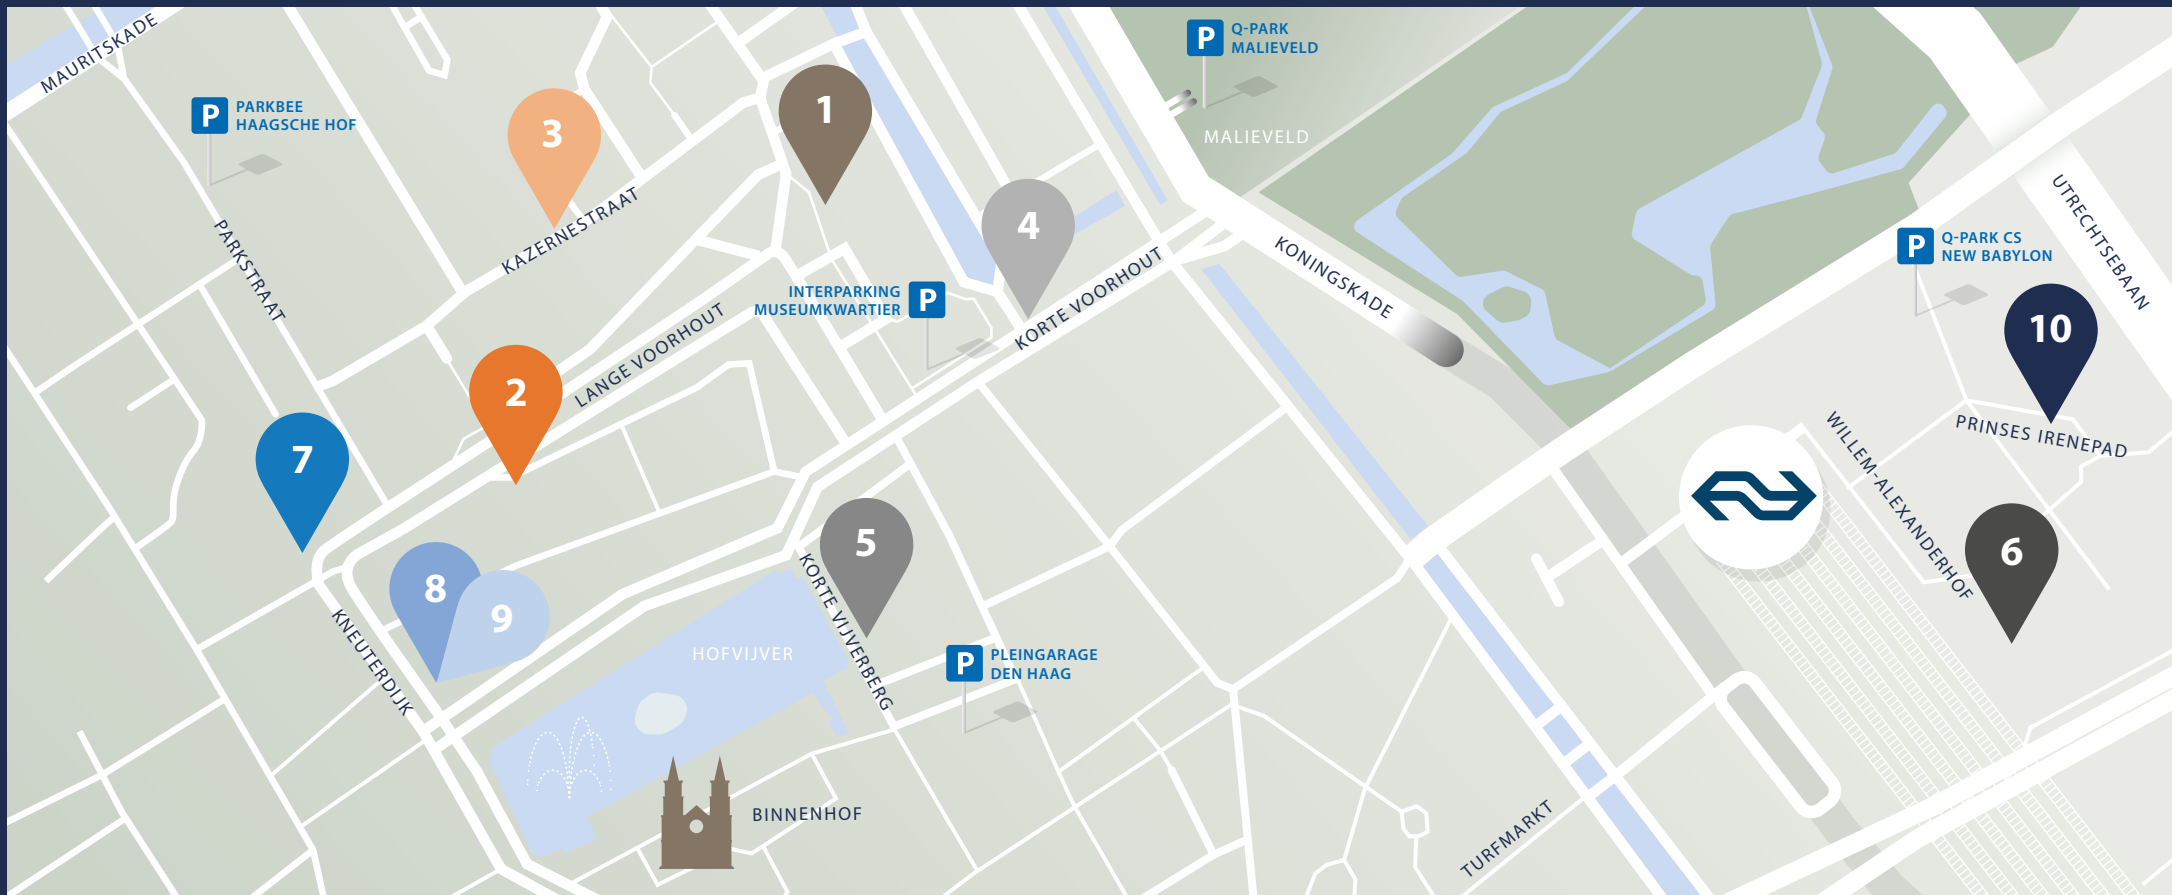 MAURITSKADE
P
PARKBEE
HAAGSCHE HOF
3
1
P
Q-PARK
MALIEVELD
MALIEVELD
UTRECHTSEBAAN
PARKSTRAAT
KAZERNESTRAAT
4
KONINGSKADE
P
Q-PARK CS
NEW BABYLON
INTERPARKING
MUSEUMKWARTIER
P
KORTE VOORHOUT
10
LANGE VOORHOUT
2
PRINSES IRENEPAD
7
WILLEM-ALEXANDERHOF
5
6
8
9
KORTE VIJVERBERG
KNEUTERDIJK
HOFVIJVER
P
PLEINGARAGE
DEN HAAG
BINNENHOF
TURFMARKT